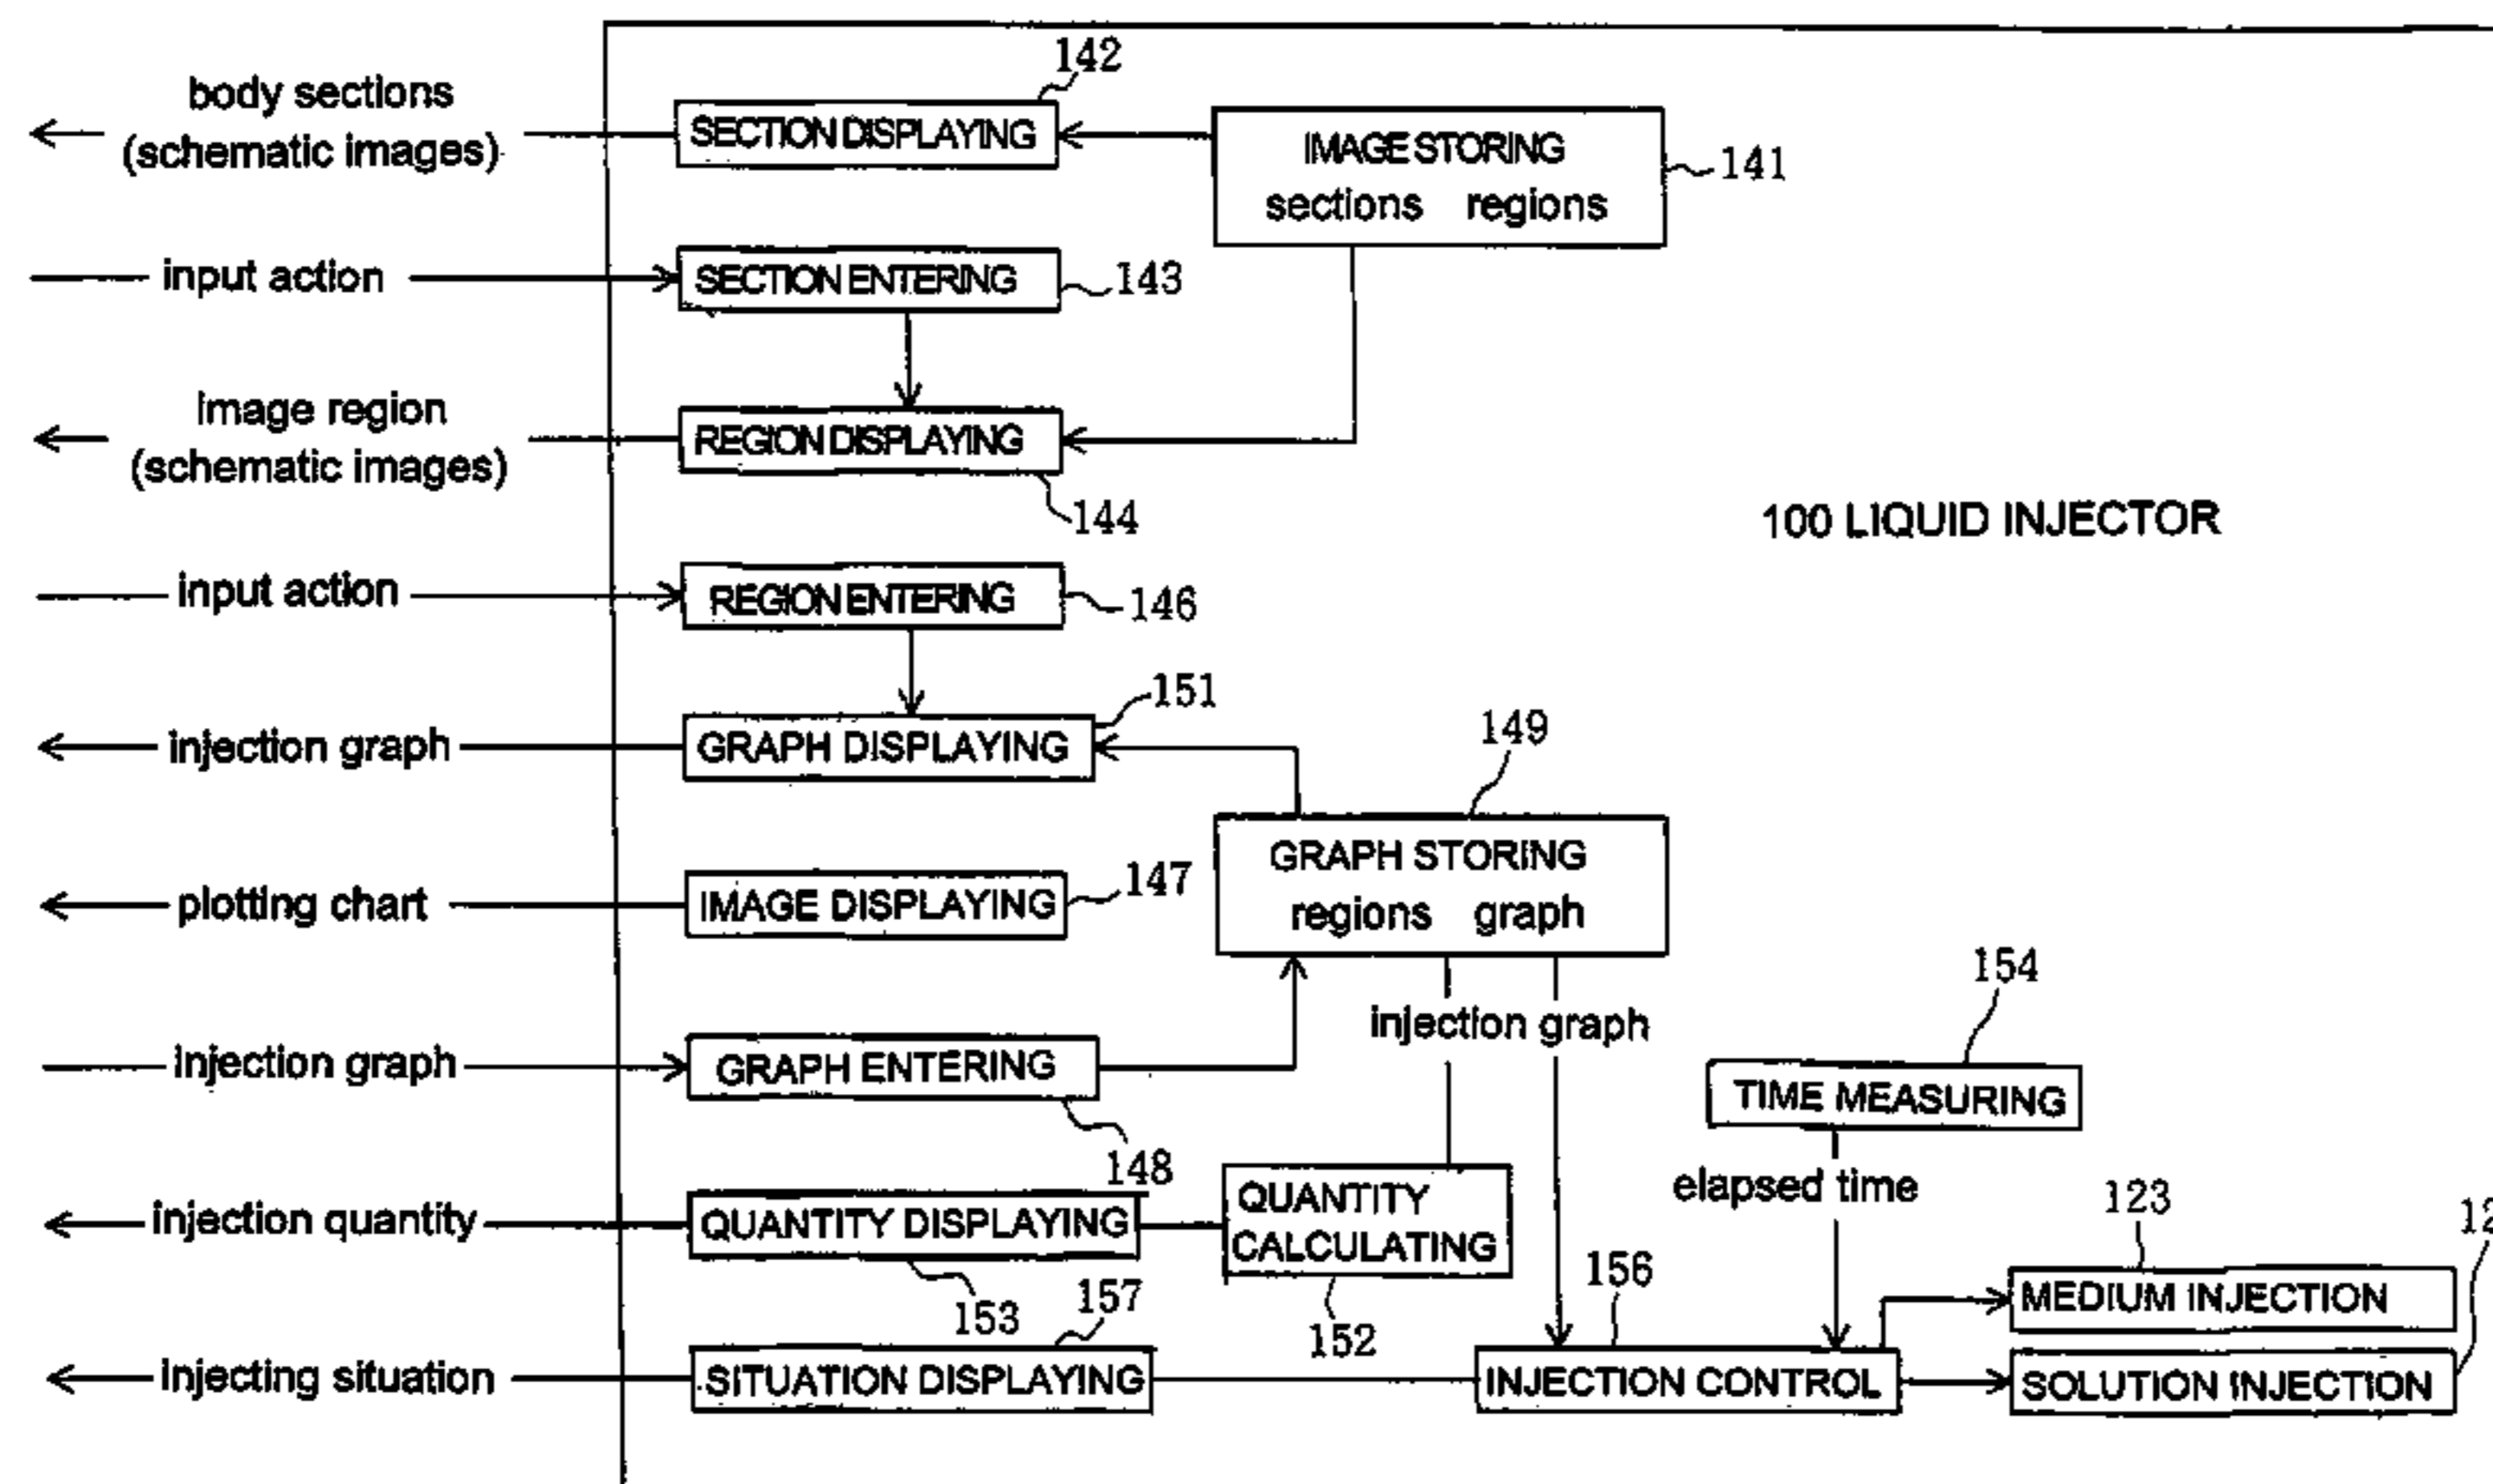 142
body sections
(schematic images)
SECTION DISPLAYING
IMAGE STORING
sections regions
141
input action
SECTION ENTERING
143
image region
(schematic images)
REGION DISPLAYING
144
100 LIQUID INJECTOR
input action
REGION ENTERING
146
151
injection graph
GRAPH DISPLAYING
149
GRAPH STORING
regions graph
plotting chart
IMAGE DISPLAYING
147
154
injection graph
injection graph
GRAPH ENTERING
148
TIME MEASURING
elapsed time
injection quantity
QUANTITY DISPLAYING
153
QUANTITY
CALCULATING
152
123
157
156
MEDIUM INJECTION
injecting situation
SITUATION DISPLAYING
INJECTION CONTROL
SOLUTION INJECTION